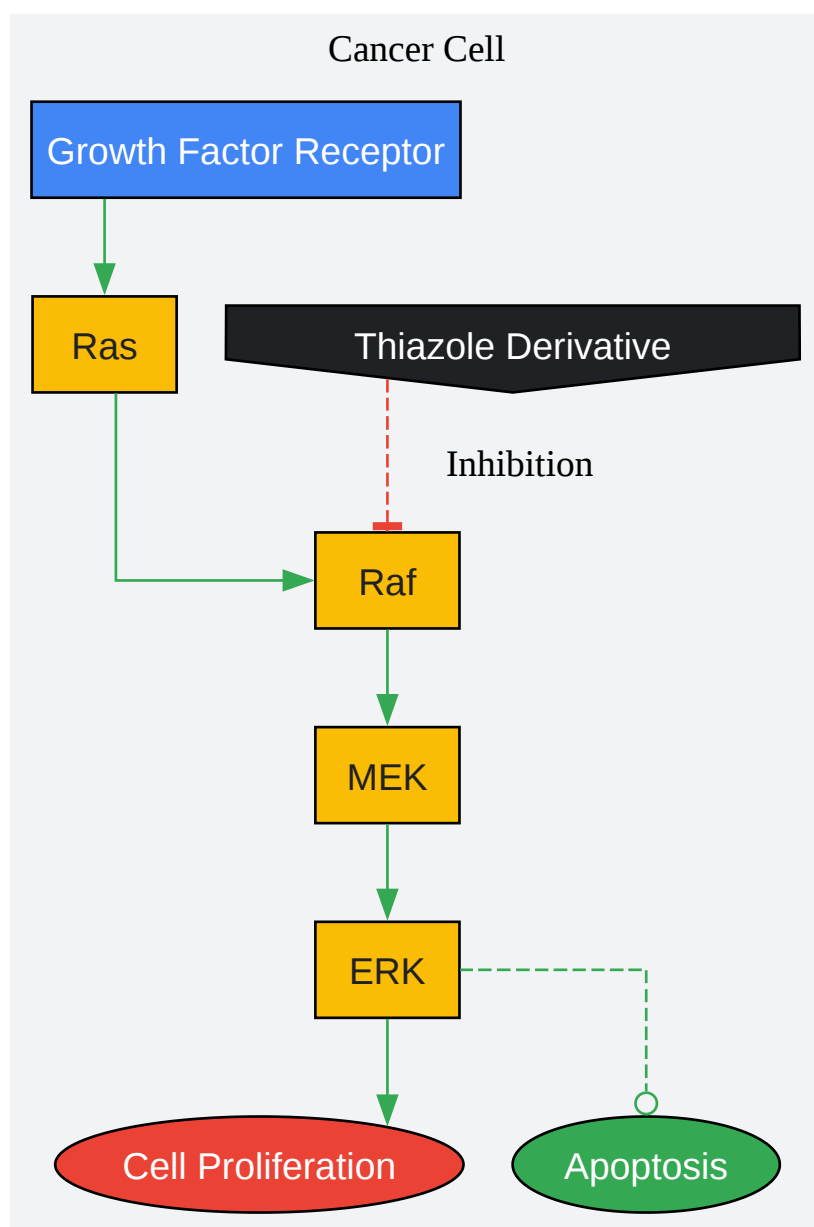 Cancer Cell
Growth Factor Receptor
Ras
Thiazole Derivative
Inhibition
Raf
MEK
ERK
Cell Proliferation
Apoptosis